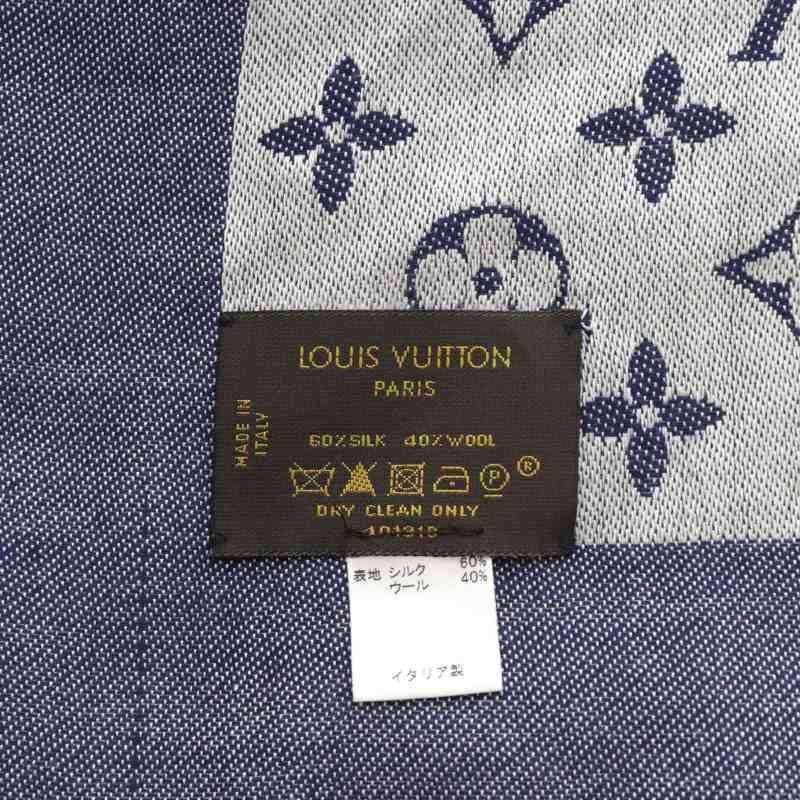 LOUIS VUITTON
PARIS
MADE IN
ITALY
60%SILK 40%WOOL
P
®
DRY CLEAN ONLY
表地 シルク 60%
ウール 40%
イタリア製